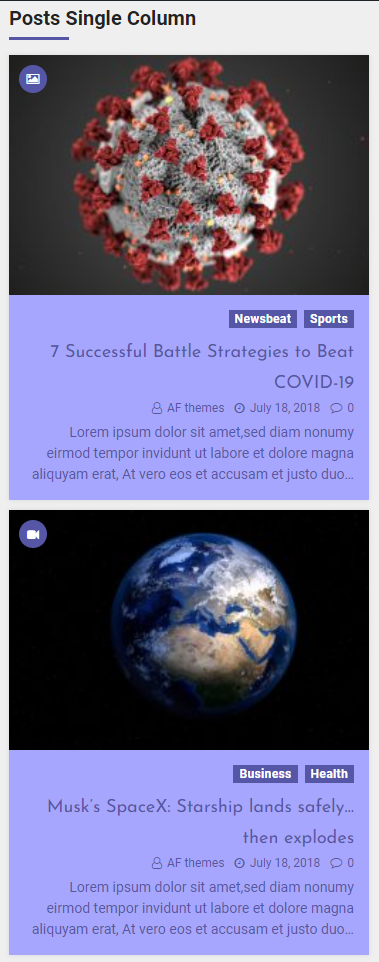 Posts Single Column
Newsbeat Sports
7 Successful Battle Strategies to Beat
COVID-19
AF themes July 18, 2018 0
Lorem ipsum dolor sit amet,sed diam nonumy
eirmod tempor invidunt ut labore et dolore magna
aliquyam erat, At vero eos et accusam et justo duo...
Business Health
Musk's SpaceX: Starship lands safely...
then explodes
AF themes July 18, 2018 0
Lorem ipsum dolor sit amet,sed diam nonumy
eirmod tempor invidunt ut labore et dolore magna
aliquyam erat, At vero eos et accusam et justo duo...